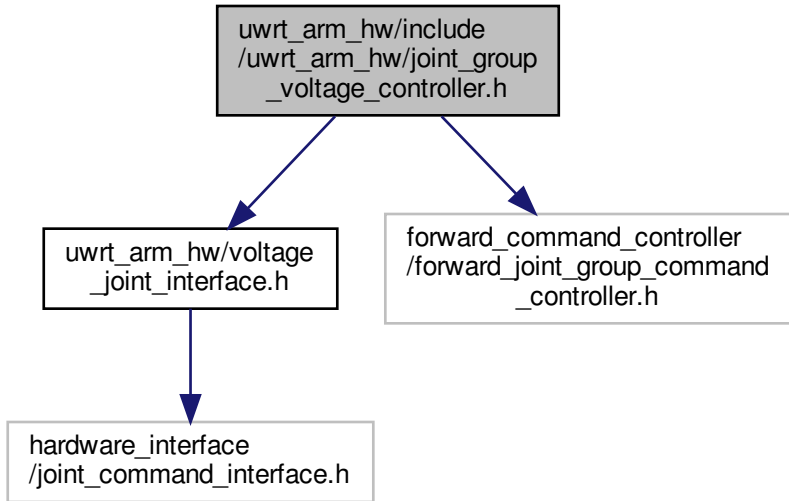 uwrt_arm_hw/include
/uwrt_arm_hw/joint_group
_voltage_controller.h
uwrt_arm_hw/voltage
_joint_interface.h
forward_command_controller
/forward_joint_group_command
_controller.h
hardware_interface
/joint_command_interface.h